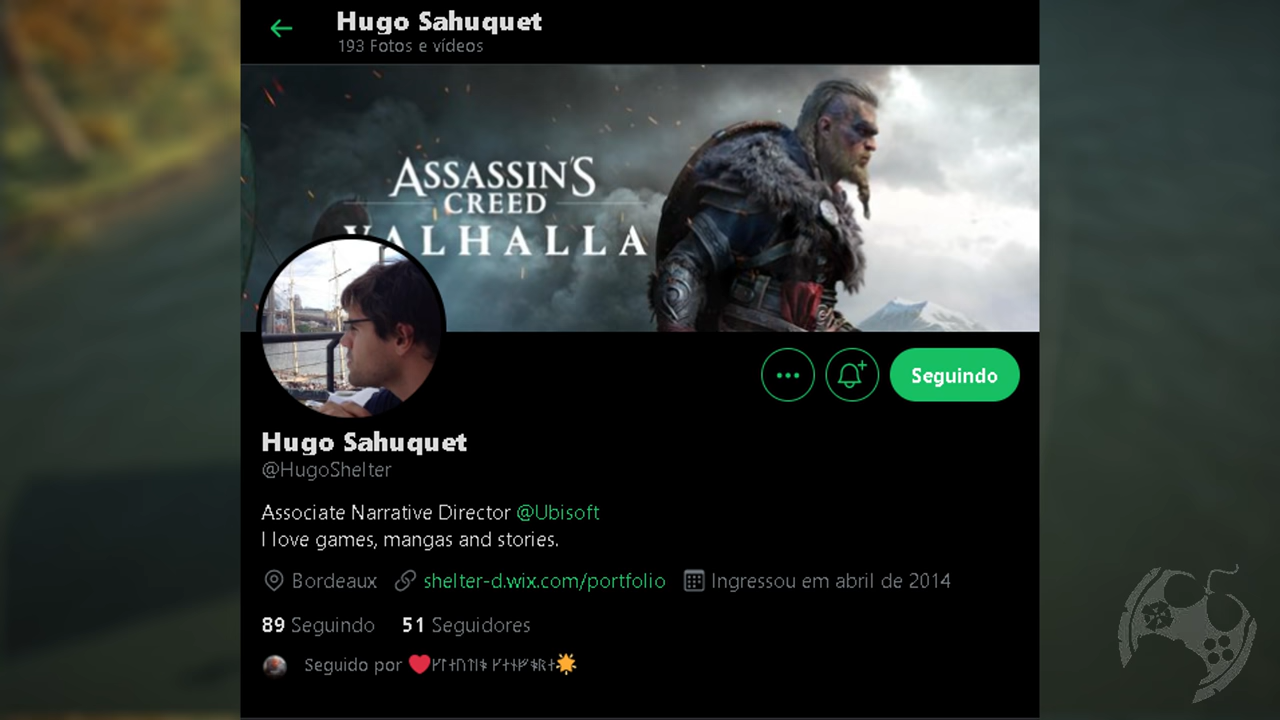 Hugo Sahuquet
193 Fotos e vídeos
ASSASSIN'S
CREED
VALHALLA
Seguindo
Hugo Sahuquet
@HugoShelter
Associate Narrative Director @Ubisoft
I love games, mangas and stories.
Bordeaux shelter-d.wix.com/portfolio Ingressou em abril de 2014
89 Seguindo 51 Seguidores
Seguido por